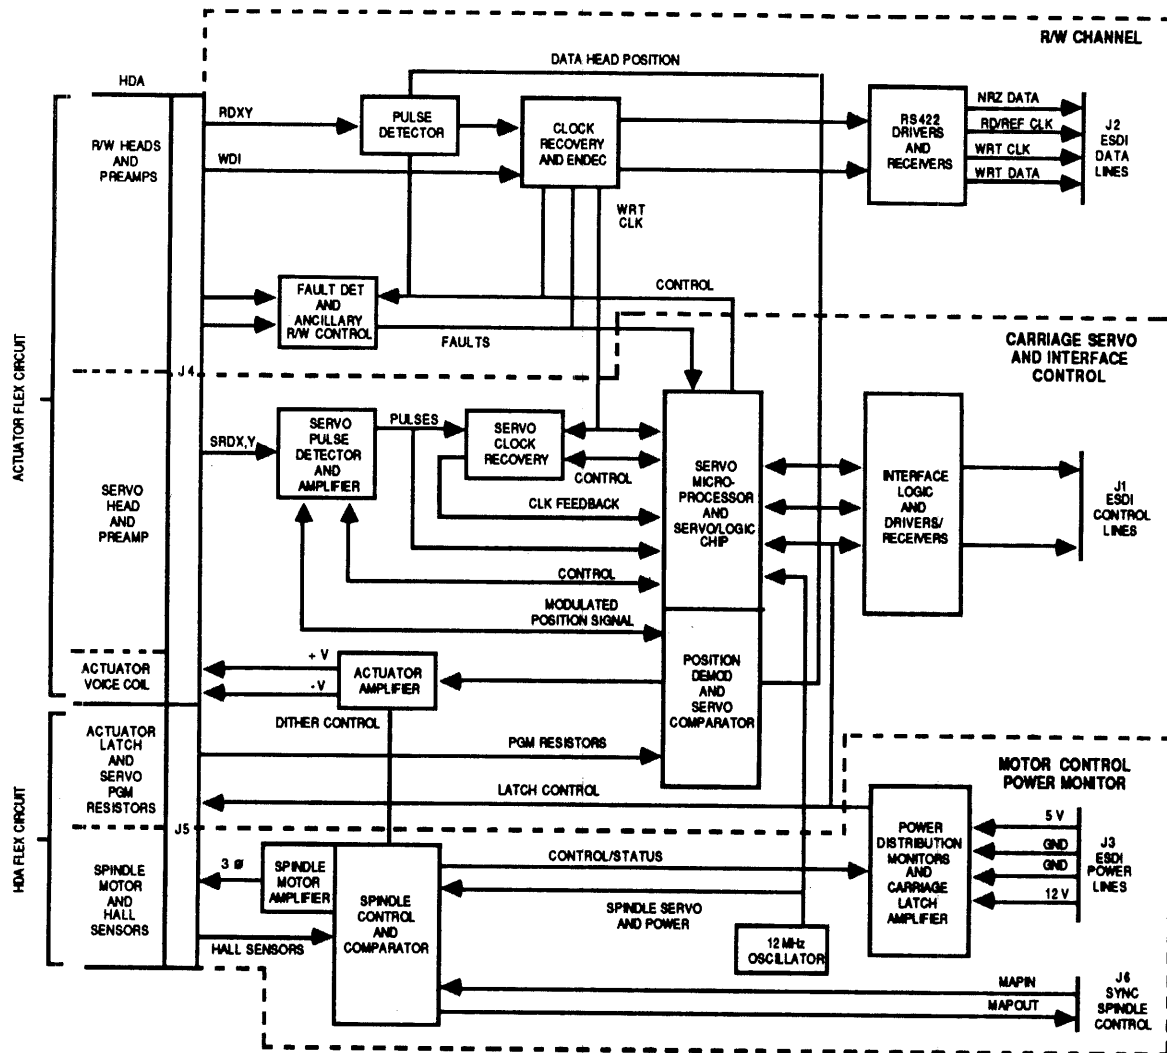 R/W CHANNEL
DATA HEAD POSITION
HDA
RDXY
PULSE
DETECTOR
CLOCK
RECOVERY
AND ENDEC
RS422
DRIVERS
AND
RECEIVERS
NRZ DATA
RD/REF CLK
WRT CLK
WRT DATA
J2
ESDI
DATA
LINES
R/W HEADS
AND
PREAMPS
WDI
WRT
CLK
FAULT DET
AND
ANCILLARY
R/W CONTROL
CONTROL
FAULTS
CARRIAGE SERVO
AND INTERFACE
CONTROL
ACTUATOR FLEX CIRCUIT
J4
SRDX,Y
SERVO
PULSE
DETECTOR
AND
AMPLIFIER
PULSES
SERVO
CLOCK
RECOVERY
CONTROL
CLK FEEDBACK
SERVO
MICRO-
PROCESSOR
AND
SERVO/LOGIC
CHIP
INTERFACE
LOGIC
AND
DRIVERS/
RECEIVERS
J1
ESDI
CONTROL
LINES
SERVO
HEAD
AND
PREAMP
CONTROL
MODULATED
POSITION SIGNAL
ACTUATOR
VOICE COIL
+ V
-V
ACTUATOR
AMPLIFIER
POSITION
DEMOD
AND
SERVO
COMPARATOR
DITHER CONTROL
PGM RESISTORS
LATCH CONTROL
HDA FLEX CIRCUIT
ACTUATOR
LATCH
AND
SERVO
PGM
RESISTORS
J5
MOTOR CONTROL
POWER MONITOR
POWER
DISTRIBUTION
MONITORS
AND
CARRIAGE
LATCH
AMPLIFIER
5 V
GND
GND
12 V
J3
ESDI
POWER
LINES
SPINDLE
MOTOR
AND
HALL
SENSORS
3 ø
SPINDLE
MOTOR
AMPLIFIER
SPINDLE
CONTROL
AND
COMPARATOR
CONTROL/STATUS
SPINDLE SERVO
AND POWER
HALL SENSORS
12 MHz
OSCILLATOR
MAPIN
MAPOUT
J6
SYNC
SPINDLE
CONTROL